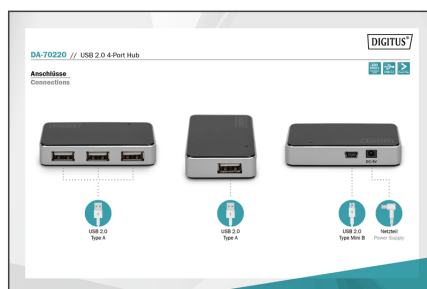 DIGITUS®
DA-70220 // USB 2.0 4-Port Hub
Anschlüsse
Connections
DC-5V
USB 2.0
Type A
USB 2.0
Type A
USB 2.0
Type Mini B
Netzteil
Power Supply